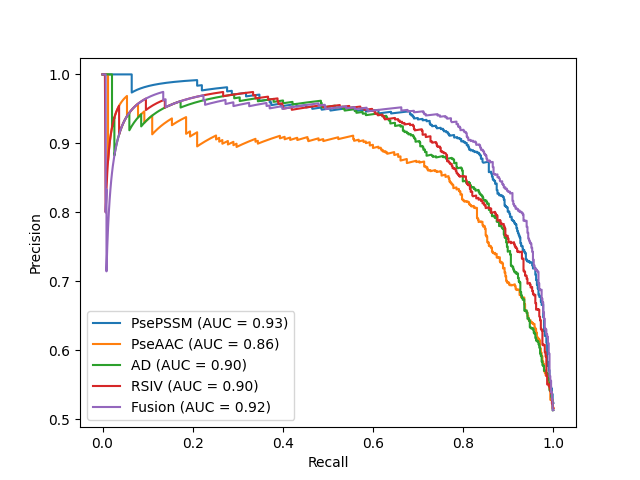 1.0
0.9
0.8
0.7
0.6
0.5
Precision
PsePSSM (AUC = 0.93)
PseAAC (AUC = 0.86)
AD (AUC = 0.90)
RSIV (AUC = 0.90)
Fusion (AUC = 0.92)
0.0 0.2 0.4 0.6 0.8 1.0
Recall